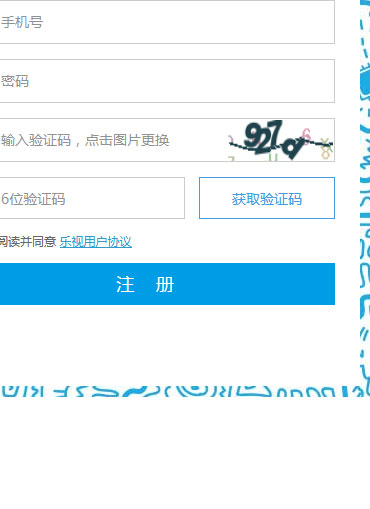 手机号
密码
输入验证码，点击图片更换
6位验证码 获取验证码
阅读并同意 乐视用户协议
注 册